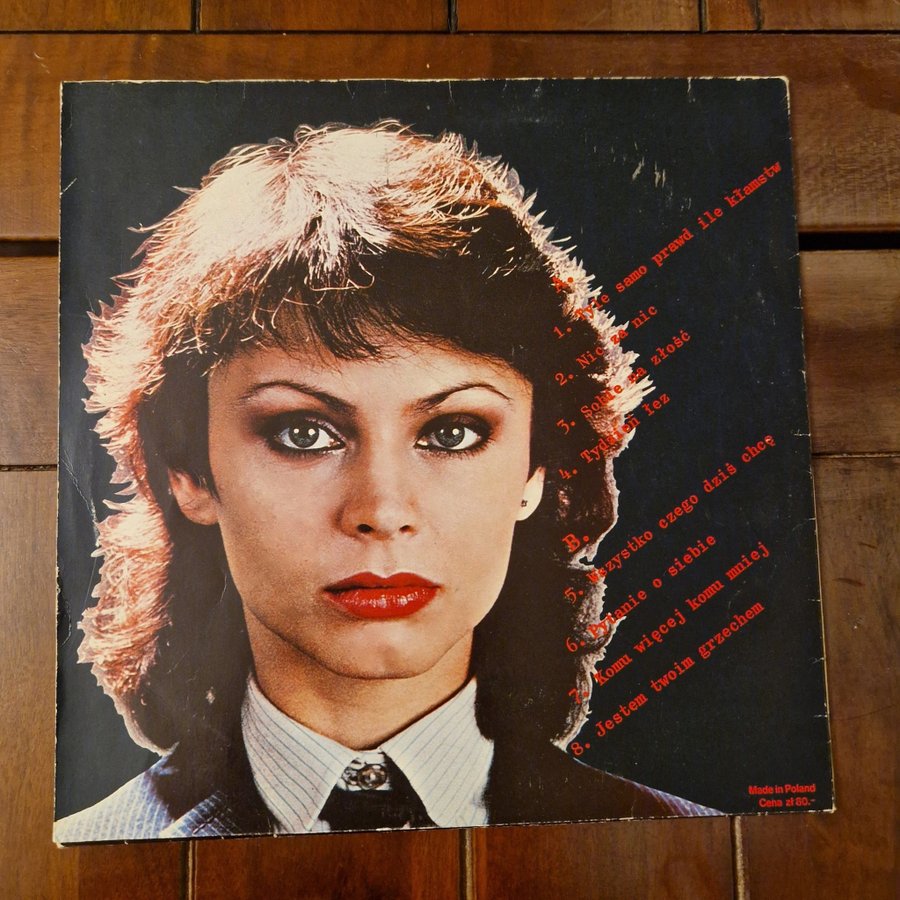 A.
1. Tyle samo prawd ile kłamstw
2. Nic za nic
3. Sobie na złość
4. Tydzień łez
B.
5. Wszystko czego dziś chcę
6. Pytanie o siebie
7. Komu więcej komu mniej
8. Jestem twoim grzechem
Made in Poland
Cena zł 80.-